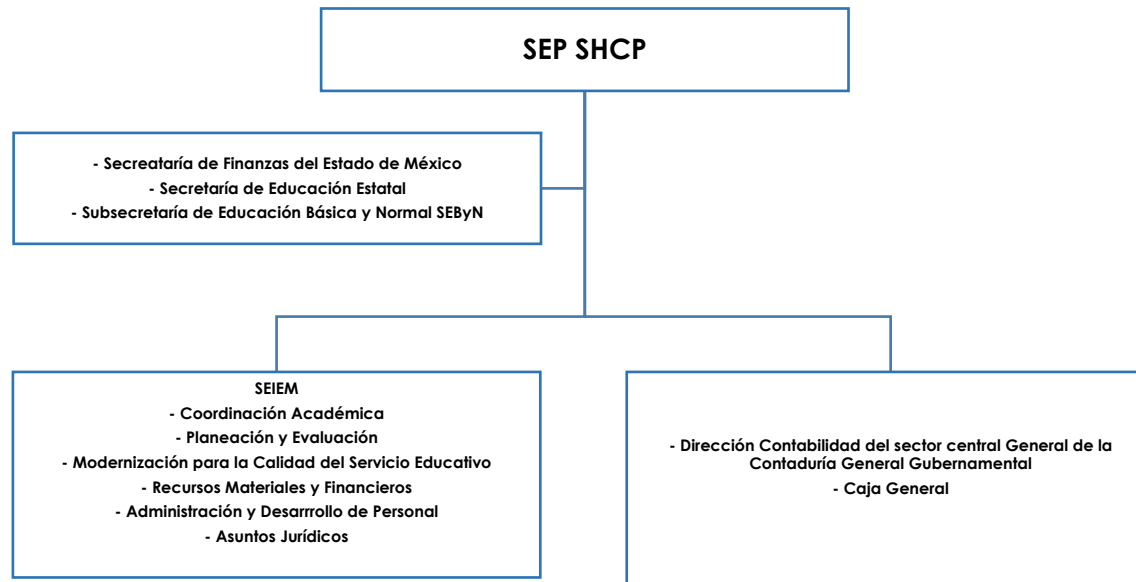 SEP SHCP
- Secreataría de Finanzas del Estado de México
- Secretaría de Educación Estatal
- Subsecretaría de Educación Básica y Normal SEByN
SEIEM
- Coordinación Académica
- Planeación y Evaluación
- Modernización para la Calidad del Servicio Educativo
- Recursos Materiales y Financieros
- Administración y Desarrrollo de Personal
- Asuntos Jurídicos
- Dirección Contabilidad del sector central General de la
Contaduría General Gubernamental
- Caja General